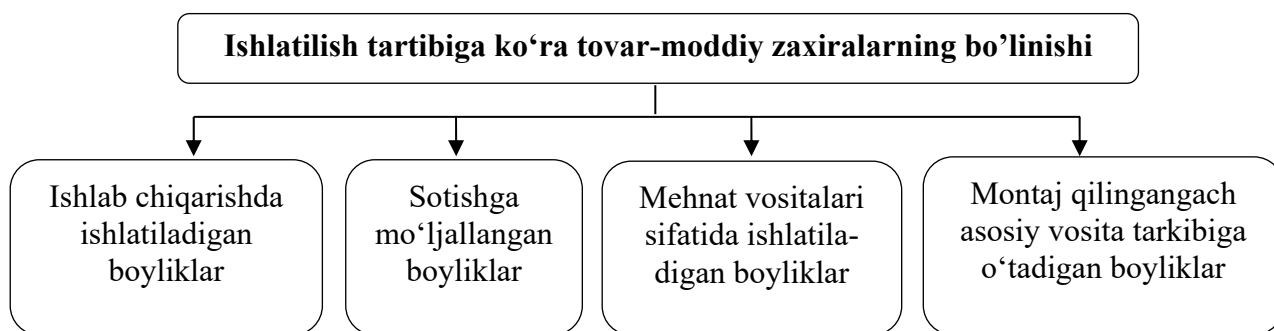 Ishlatilish tartibiga ko‘ra tovar-moddiy zaxiralarning bo’linishi
Ishlab chiqarishda
ishlatiladigan
boyliklar
Sotishga
mo‘ljallangan
boyliklar
Mehnat vositalari
sifatida ishlatila-
digan boyliklar
Montaj qilingangach
asosiy vosita tarkibiga
o‘tadigan boyliklar